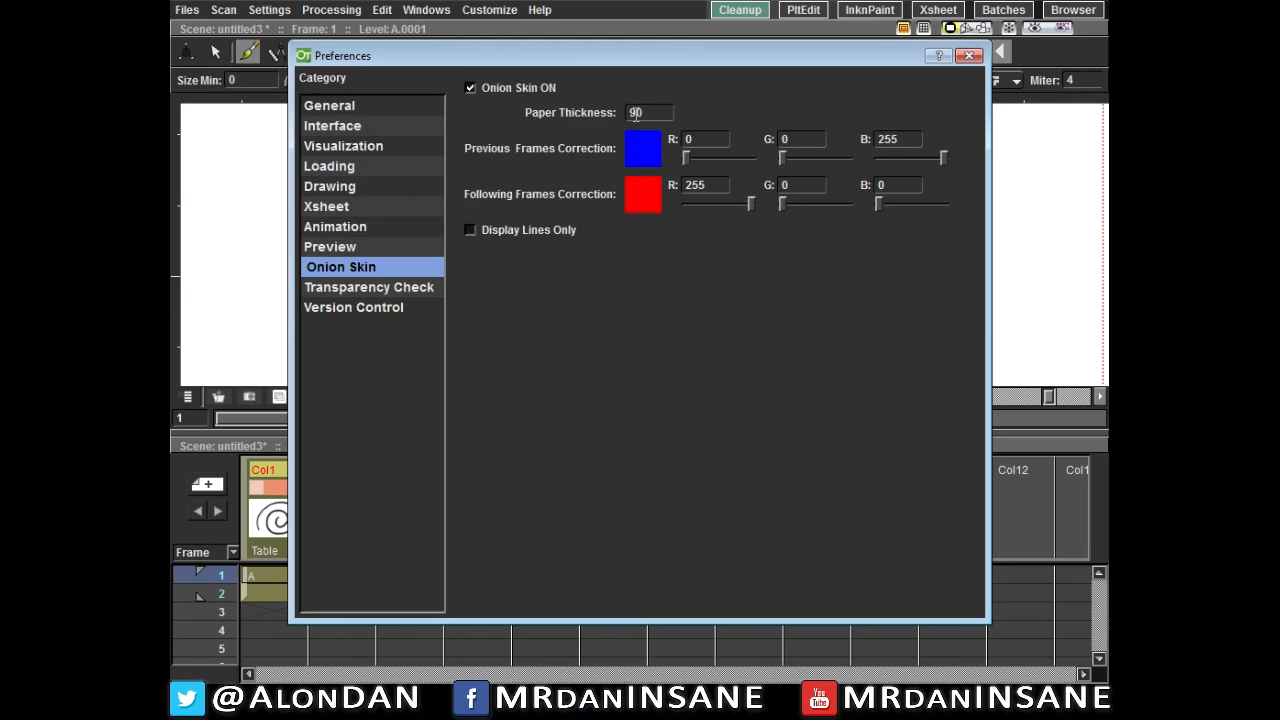 Files Scan Settings Processing Edit Windows Customize Help Cleanup PltEdit InknPaint Xsheet Batches Browser
Scene: untitled3 * :: Frame: 1 :: Level: A.0001
Preferences
Size Min: 0 Miter: 4
Category
General
Interface
Visualization
Loading
Drawing
Xsheet
Animation
Preview
Onion Skin
Transparency Check
Version Control
Onion Skin ON
Paper Thickness: 90
Previous Frames Correction: R: 0 G: 0 B: 255
Following Frames Correction: R: 255 G: 0 B: 0
Display Lines Only
1
Scene: untitled3* ::
Col1 Col12 Col1
Frame Table
1 A
2
3
4
5
@AlonDan MRdanINSANE You Tube MRdanINSANE